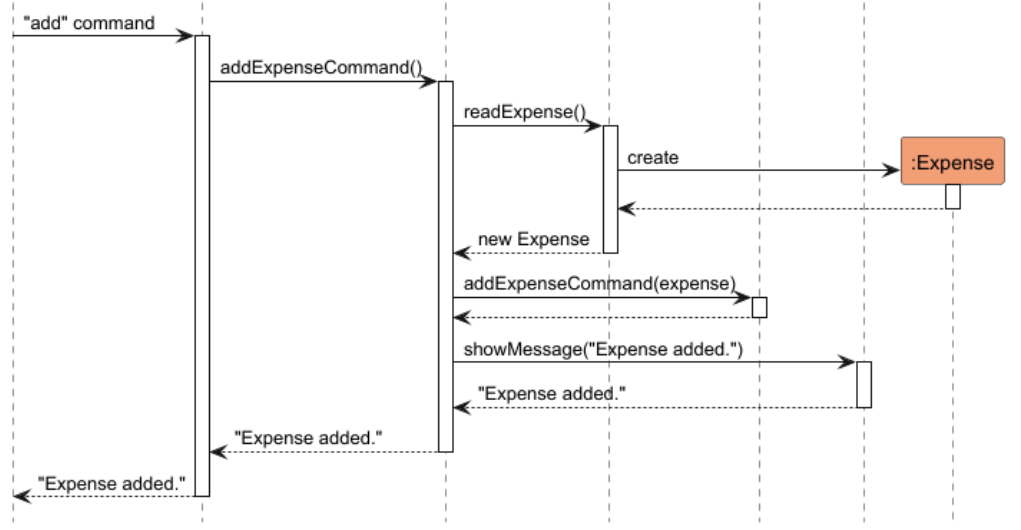 "add" command
addExpenseCommand()
readExpense()
create
:Expense
new Expense
addExpenseCommand(expense)
showMessage("Expense added.")
"Expense added."
"Expense added."
"Expense added."